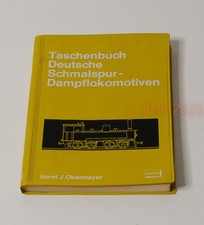 Taschenbuch
Deutsche
Schmalspur-
Dampflokomotiven
Horst J. Obermayer